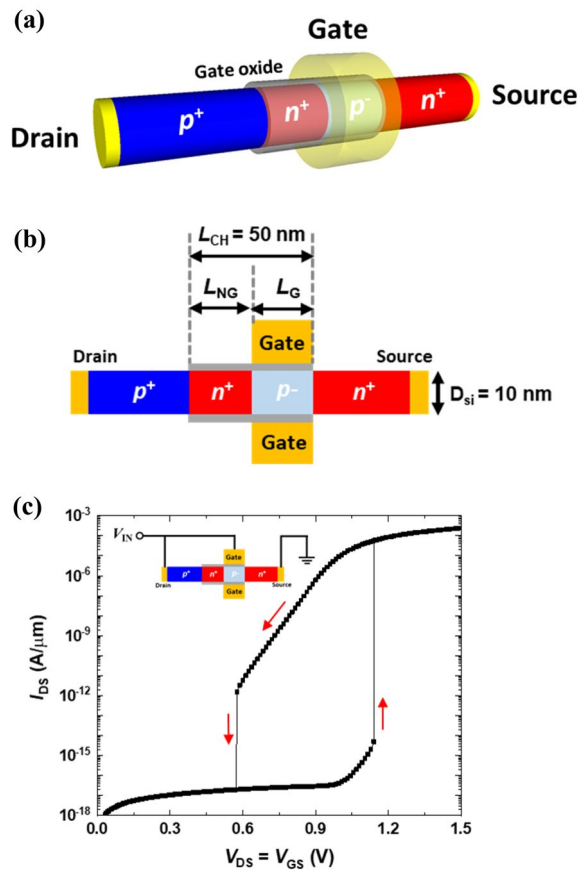 (a)
Gate
Gate oxide
Source
Drain
p+
n+
p-
n+
(b)
LCH = 50 nm
LNG
LG
Gate
Drain
Source
p+
n+
p-
n+
Dsi = 10 nm
Gate
(c)
VIN
Gate
p+
n+
p-
n+
Drain
Source
Gate
IDS (A/μm)
10-3
10-6
10-9
10-12
10-15
10-18
0.0
0.3
0.6
0.9
1.2
1.5
VDS = VGS (V)